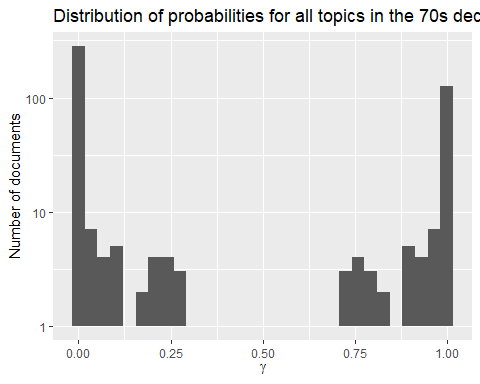 Distribution of probabilities for all topics in the 70s dec
Number of documents
100
10
1
0.00 0.25 0.50 0.75 1.00
γ